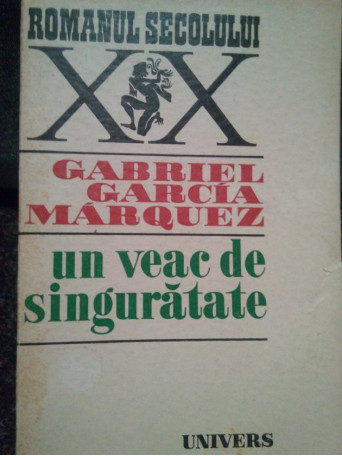 ROMANUL SECOLULUI
XX
GABRIEL
GARCÍA
MÁRQUEZ
un veac de
singurătate
UNIVERS